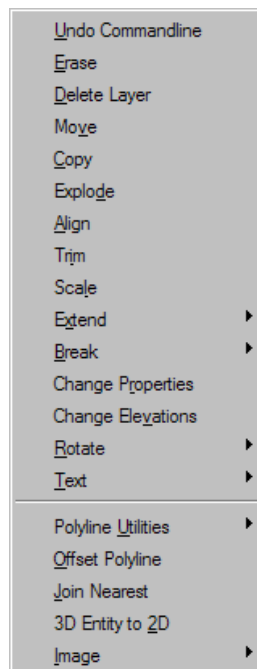 Undo Commandline
Erase
Delete Layer
Move
Copy
Explode
Align
Trim
Scale
Extend
Break
Change Properties
Change Elevations
Rotate
Text
Polyline Utilities
Offset Polyline
Join Nearest
3D Entity to 2D
Image